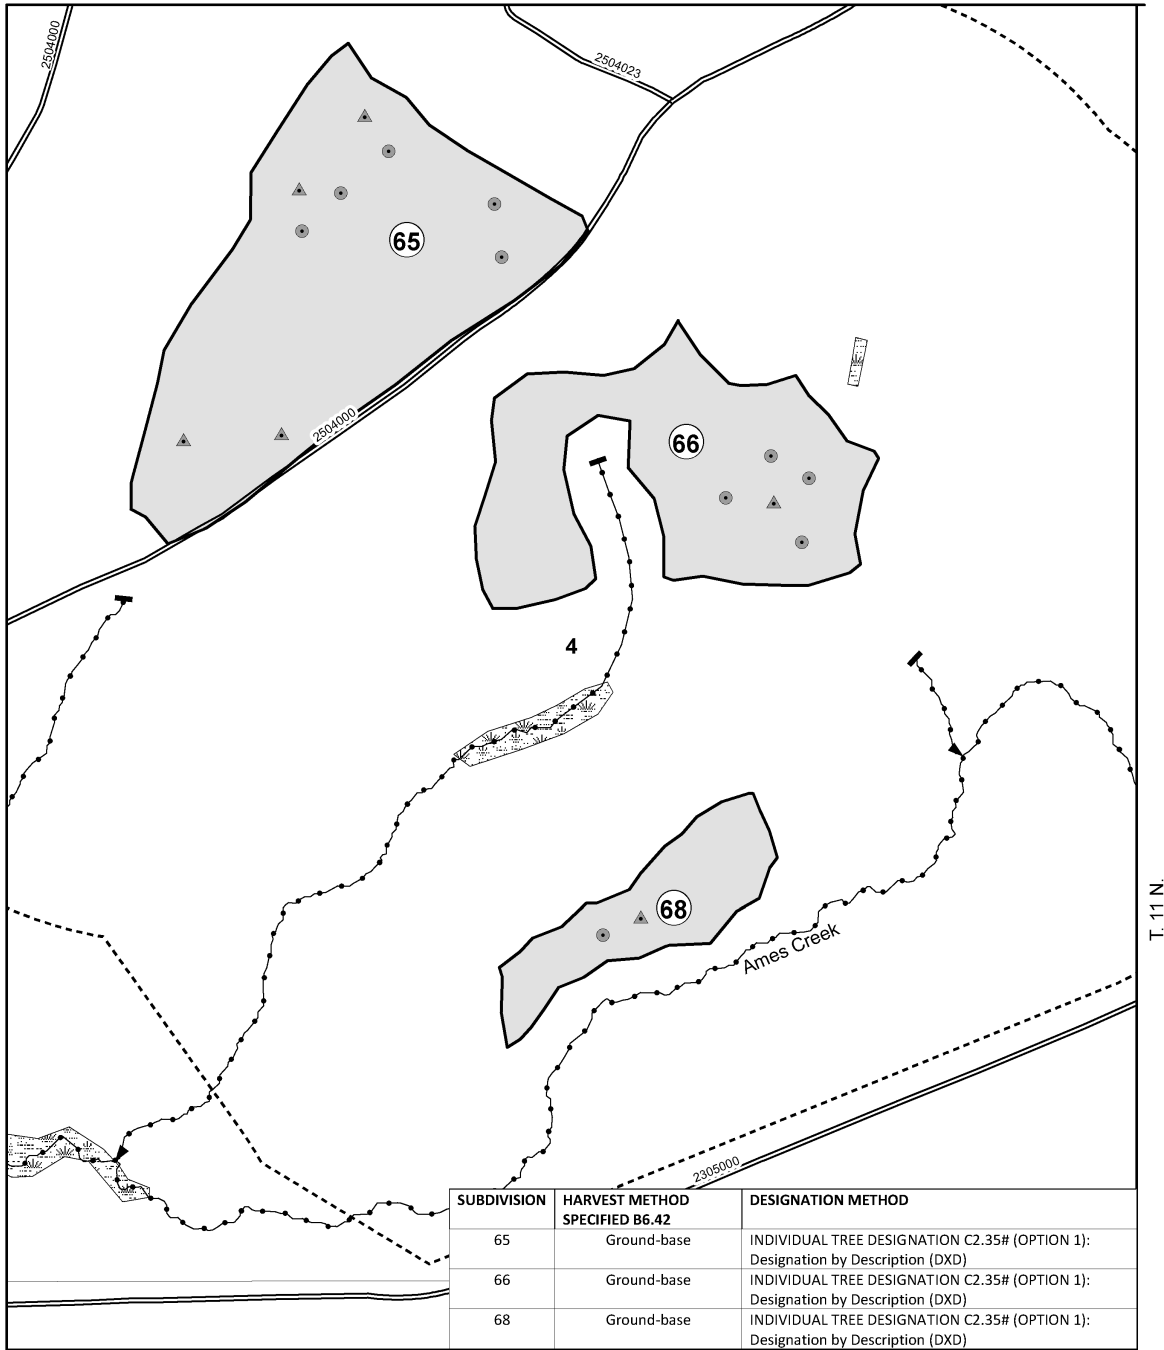 2504000
2504023
65
2504000
66
4
68
T. 11 N.
Ames Creek
2305000
SUBDIVISION HARVEST METHOD SPECIFIED B6.42 DESIGNATION METHOD
65 Ground-base INDIVIDUAL TREE DESIGNATION C2.35# (OPTION 1):
Designation by Description (DXD)
66 Ground-base INDIVIDUAL TREE DESIGNATION C2.35# (OPTION 1):
Designation by Description (DXD)
68 Ground-base INDIVIDUAL TREE DESIGNATION C2.35# (OPTION 1):
Designation by Description (DXD)